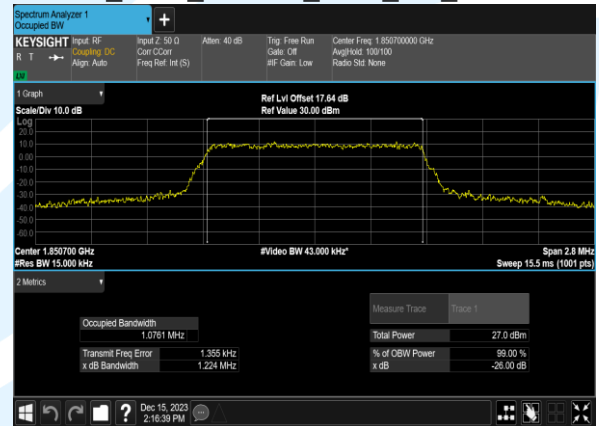 Spectrum Analyzer 1
Occupied BW
+
KEYSIGHT
R T
LV
Input: RF
Coupling: DC
Align: Auto
Input Z: 50 Ω
Corr CCorr
Freq Ref: Int (S)
Atten: 40 dB
Trig: Free Run
Gate: Off
#IF Gain: Low
Center Freq: 1.850700000 GHz
Avg|Hold: 100/100
Radio Std: None
1 Graph
Scale/Div 10.0 dB
Ref Lvl Offset 17.64 dB
Ref Value 30.00 dBm
Log
20.0
10.0
0.00
-10.0
-20.0
-30.0
-40.0
-50.0
-60.0
Center 1.850700 GHz
#Res BW 15.000 kHz
#Video BW 43.000 kHz*
Span 2.8 MHz
Sweep 15.5 ms (1001 pts)
2 Metrics
Occupied Bandwidth
1.0761 MHz
Transmit Freq Error 1.355 kHz
x dB Bandwidth 1.224 MHz
Measure Trace Trace 1
Total Power 27.0 dBm
% of OBW Power 99.00 %
x dB -26.00 dB
?
Dec 15, 2023
2:16:39 PM